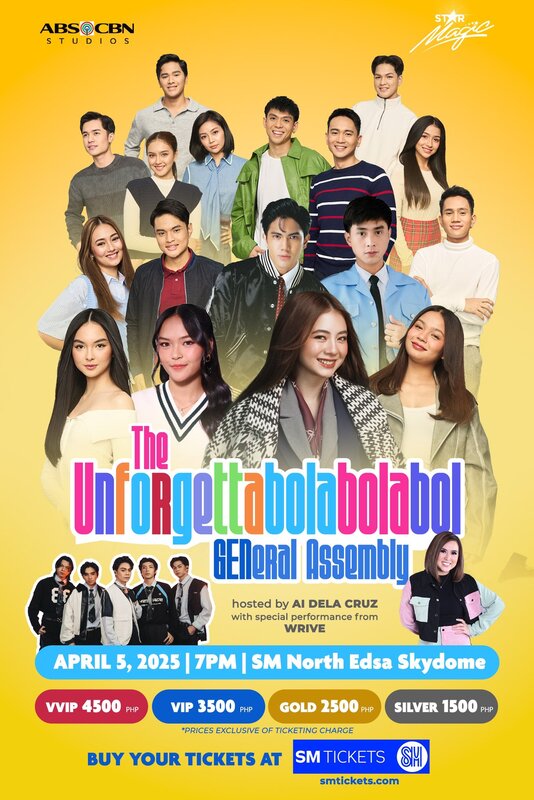 ABS CBN
STUDIOS
STAR
Magic
The
Unforgettabolabolabol
GENeral Assembly
hosted by AI DELA CRUZ
with special performance from
WRIVE
APRIL 5, 2025 | 7PM | SM North Edsa Skydome
VVIP 4500 PHP
VIP 3500 PHP
GOLD 2500 PHP
SILVER 1500 PHP
*PRICES EXCLUSIVE OF TICKETING CHARGE
BUY YOUR TICKETS AT
SM TICKETS
SM
smtickets.com